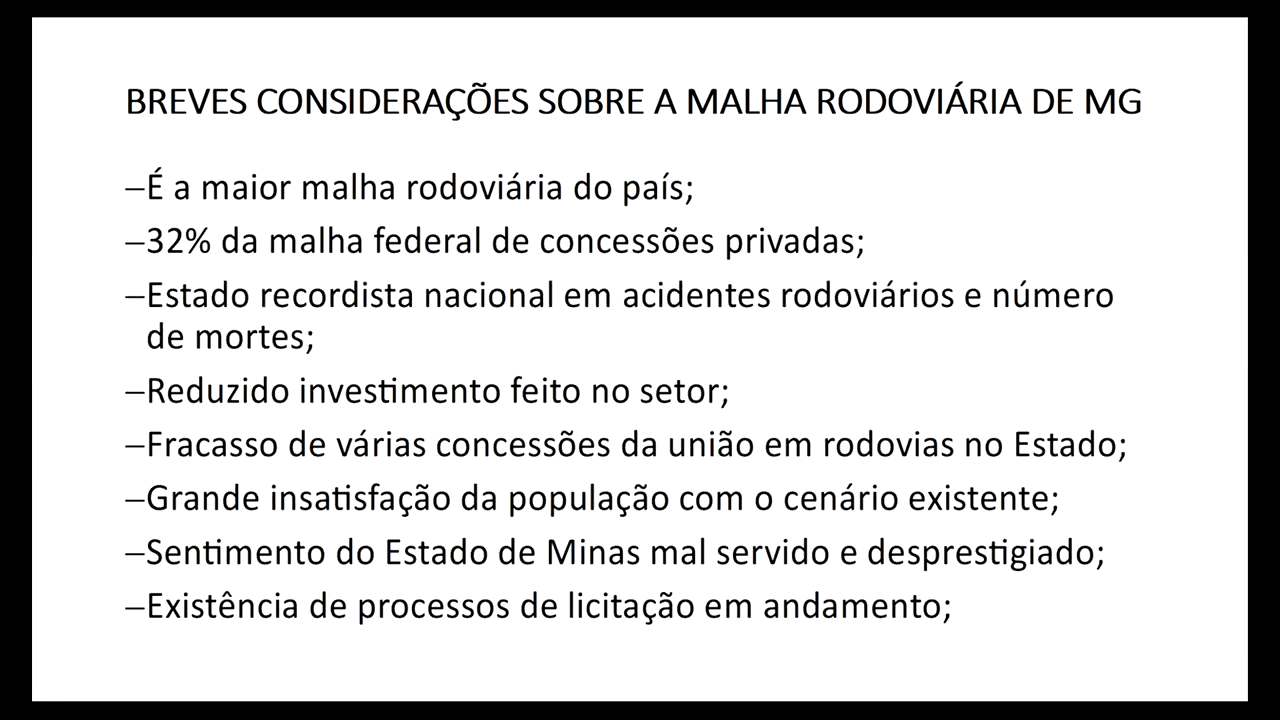 BREVES CONSIDERAÇÕES SOBRE A MALHA RODOVIÁRIA DE MG
–É a maior malha rodoviária do país;
–32% da malha federal de concessões privadas;
–Estado recordista nacional em acidentes rodoviários e número
de mortes;
–Reduzido investimento feito no setor;
–Fracasso de várias concessões da união em rodovias no Estado;
–Grande insatisfação da população com o cenário existente;
–Sentimento do Estado de Minas mal servido e desprestigiado;
–Existência de processos de licitação em andamento;